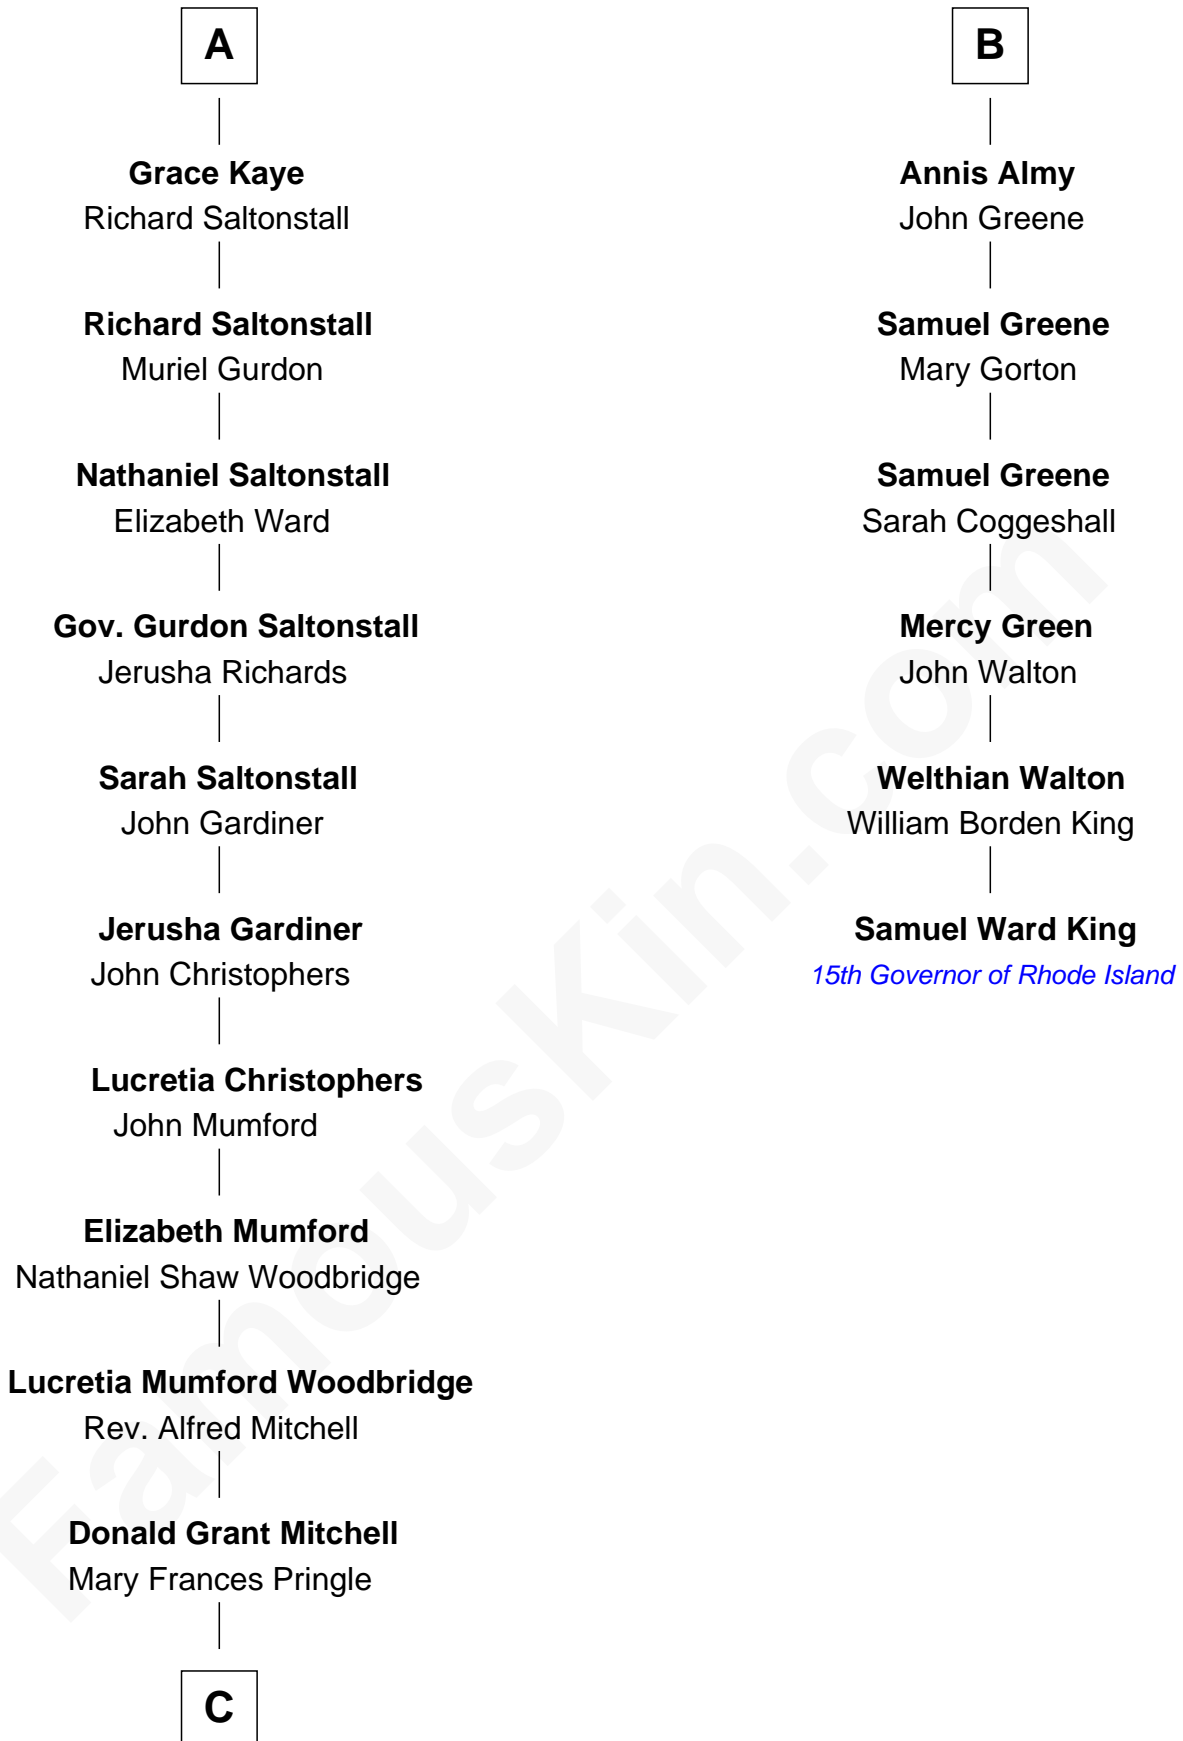 A
Grace Kaye
Richard Saltonstall
Richard Saltonstall
Muriel Gurdon
Nathaniel Saltonstall
Elizabeth Ward
Gov. Gurdon Saltonstall
Jerusha Richards
Sarah Saltonstall
John Gardiner
Jerusha Gardiner
John Christophers
Lucretia Christophers
John Mumford
Elizabeth Mumford
Nathaniel Shaw Woodbridge
Lucretia Mumford Woodbridge
Rev. Alfred Mitchell
Donald Grant Mitchell
Mary Frances Pringle
C
B
Annis Almy
John Greene
Samuel Greene
Mary Gorton
Samuel Greene
Sarah Coggeshall
Mercy Green
John Walton
Welthian Walton
William Borden King
Samuel Ward King
15th Governor of Rhode Island
FamousKin.com